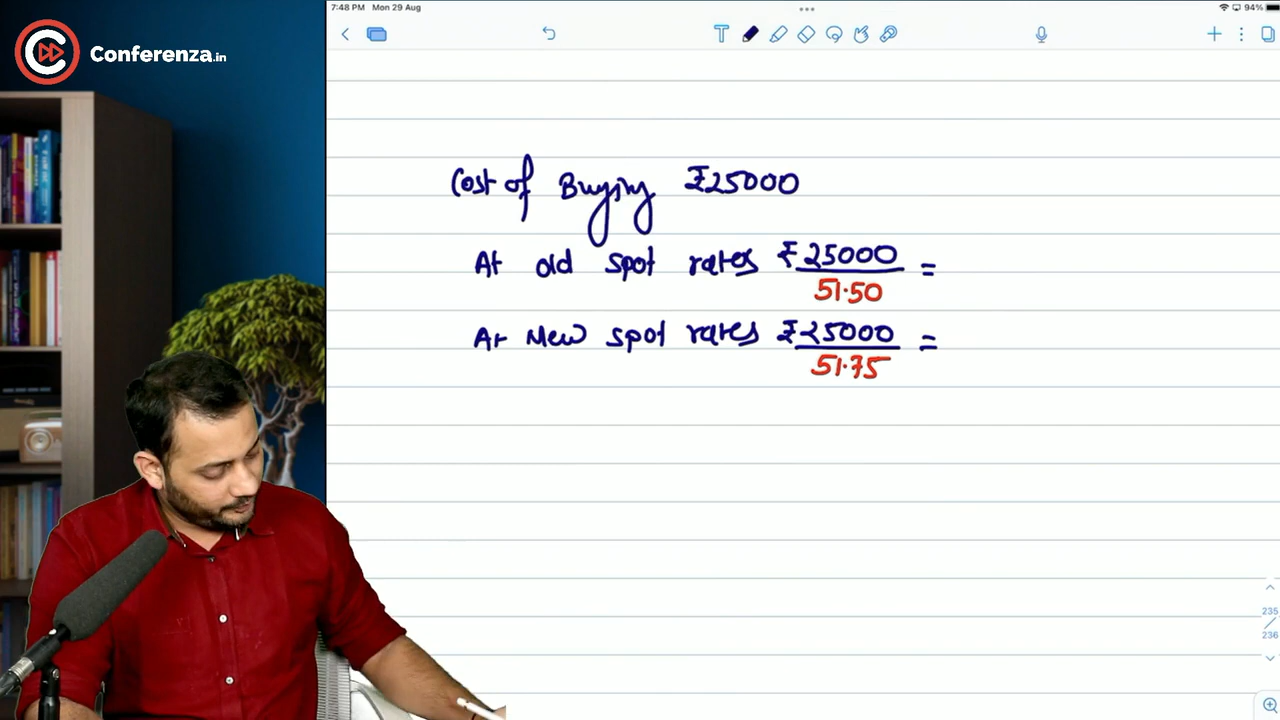 7:48 PM Mon 29 Aug
94%
Conferenza.in
Cost of Buying ₹25000
At old spot rates ₹25000 =
51.50
At New spot rates ₹25000 =
51.75
235
236